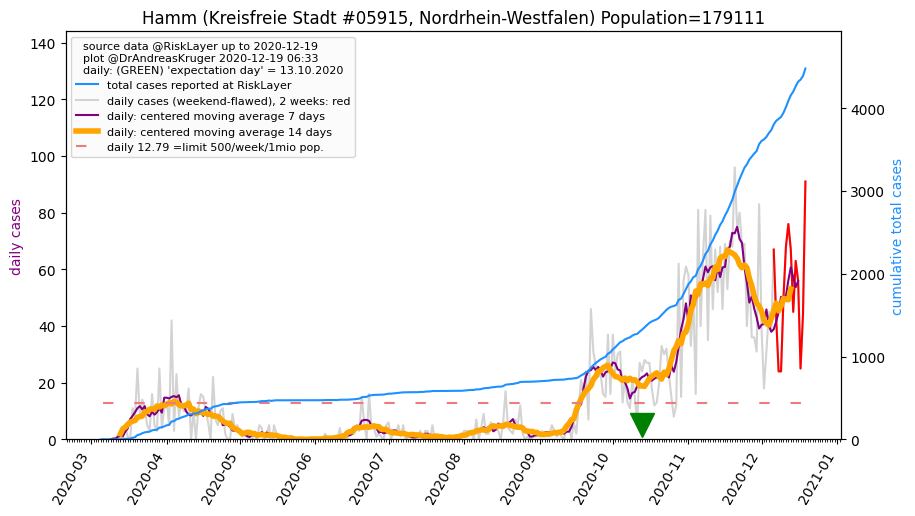 Hamm (Kreisfreie Stadt #05915, Nordrhein-Westfalen) Population=179111
source data @RiskLayer up to 2020-12-19
plot @DrAndreasKruger 2020-12-19 06:33
daily: (GREEN) 'expectation day' = 13.10.2020
total cases reported at RiskLayer
daily cases (weekend-flawed), 2 weeks: red
daily: centered moving average 7 days
daily: centered moving average 14 days
daily 12.79 =limit 500/week/1mio pop.
daily cases
140
120
100
80
60
40
20
0
cumulative total cases
4000
3000
2000
1000
0
2020-03
2020-04
2020-05
2020-06
2020-07
2020-08
2020-09
2020-10
2020-11
2020-12
2021-01